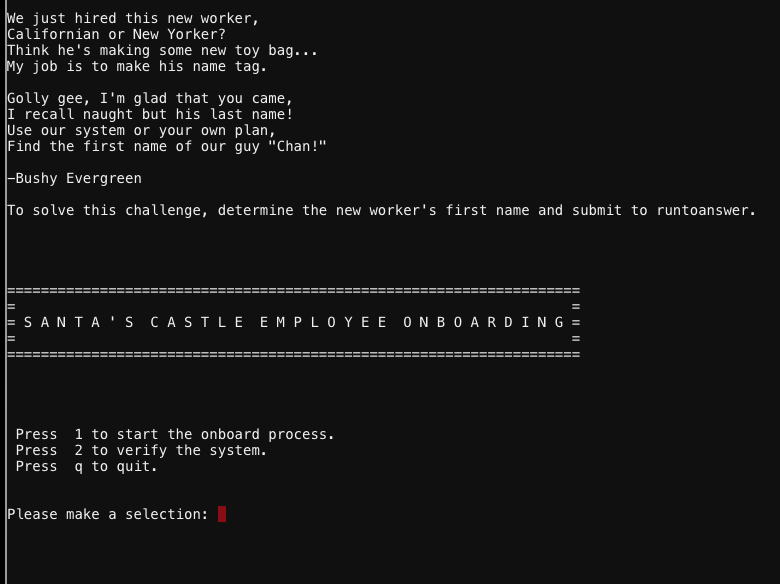 We just hired this new worker,
Californian or New Yorker?
Think he's making some new toy bag...
My job is to make his name tag.
Golly gee, I'm glad that you came,
I recall naught but his last name!
Use our system or your own plan,
Find the first name of our guy "Chan!"
—Bushy Evergreen
To solve this challenge, determine the new worker's first name and submit to runtoanswer.
====================================================================
=                                                                  =
= S A N T A ' S  C A S T L E  E M P L O Y E E  O N B O A R D I N G =
=                                                                  =
====================================================================
Press  1 to start the onboard process.
Press  2 to verify the system.
Press  q to quit.
Please make a selection: